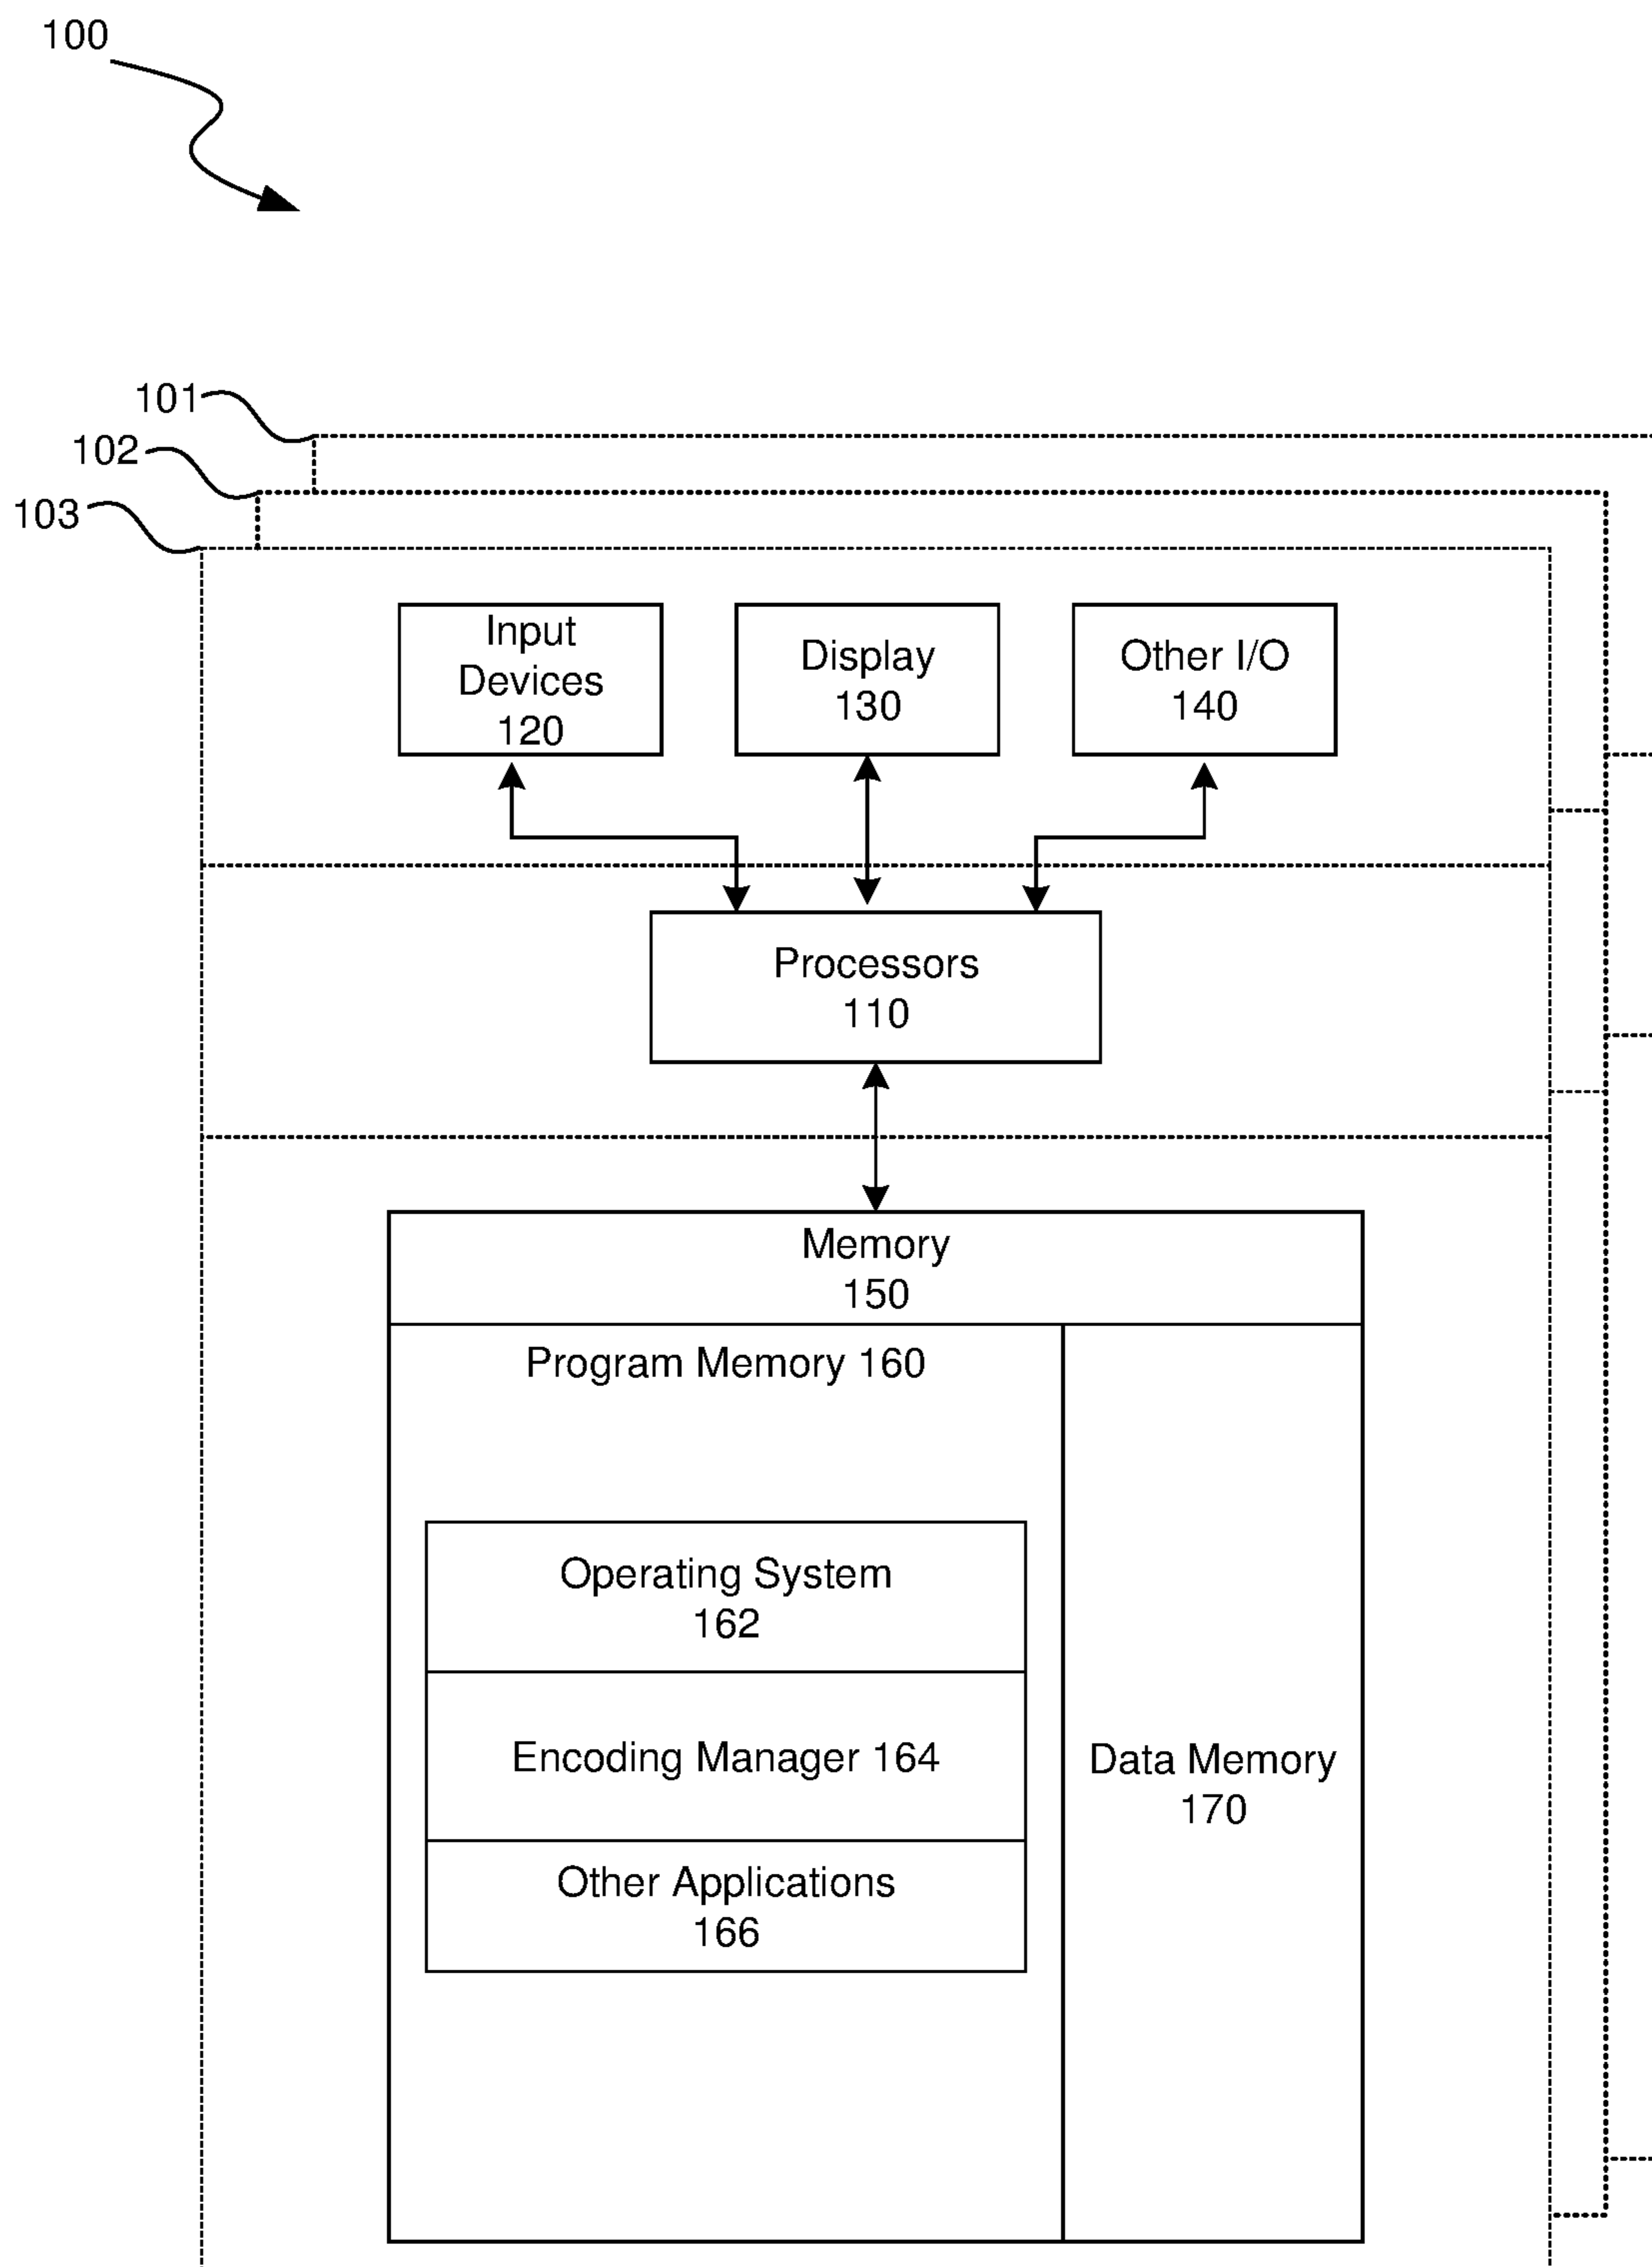 100
101
102
103
Input
Devices
120
Display
130
Other I/O
140
Processors
110
Memory
150
Program Memory 160
Operating System
162
Encoding Manager 164
Other Applications
166
Data Memory
170